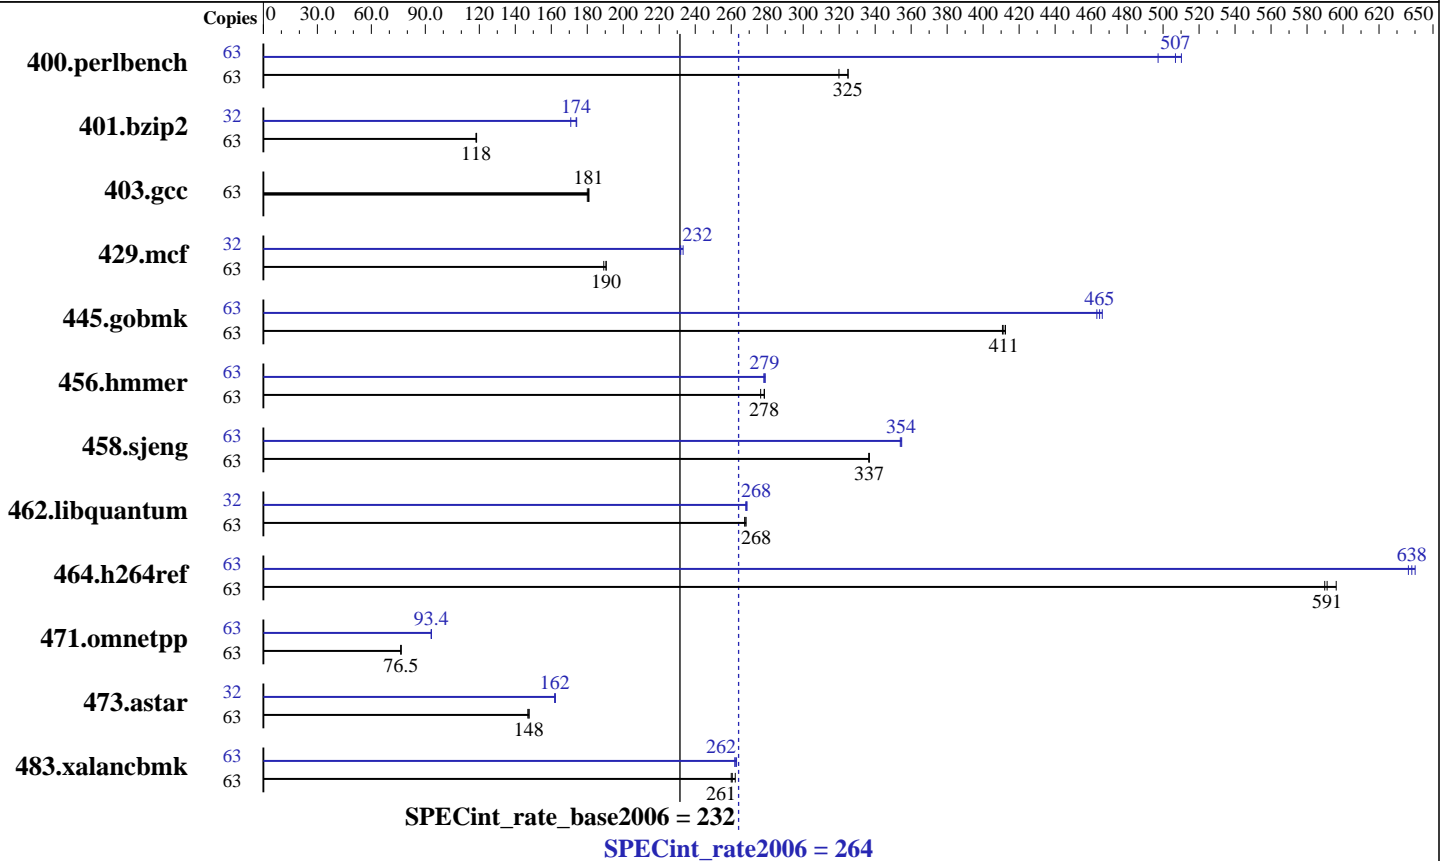 Copies 0 30.0 60.0 90.0 120 140 160 180 200 220 240 260 280 300 320 340 360 380 400 420 440 460 480 500 520 540 560 580 600 620 650
400.perlbench 63 507
63 325
401.bzip2 32 174
63 118
403.gcc 63 181
429.mcf 32 232
63 190
445.gobmk 63 465
63 411
456.hmmer 63 279
63 278
458.sjeng 63 354
63 337
462.libquantum 32 268
63 268
464.h264ref 63 638
63 591
471.omnetpp 63 93.4
63 76.5
473.astar 32 162
63 148
483.xalancbmk 63 262
63 261
SPECint_rate_base2006 = 232
SPECint_rate2006 = 264